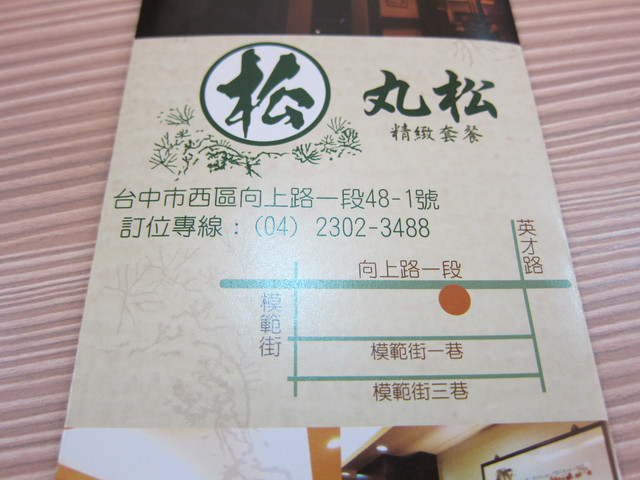 松
丸松
精緻套餐
台中市西區向上路一段48-1號
訂位專線：(04) 2302-3488
英才路
向上路一段
模範街
模範街一巷
模範街三巷